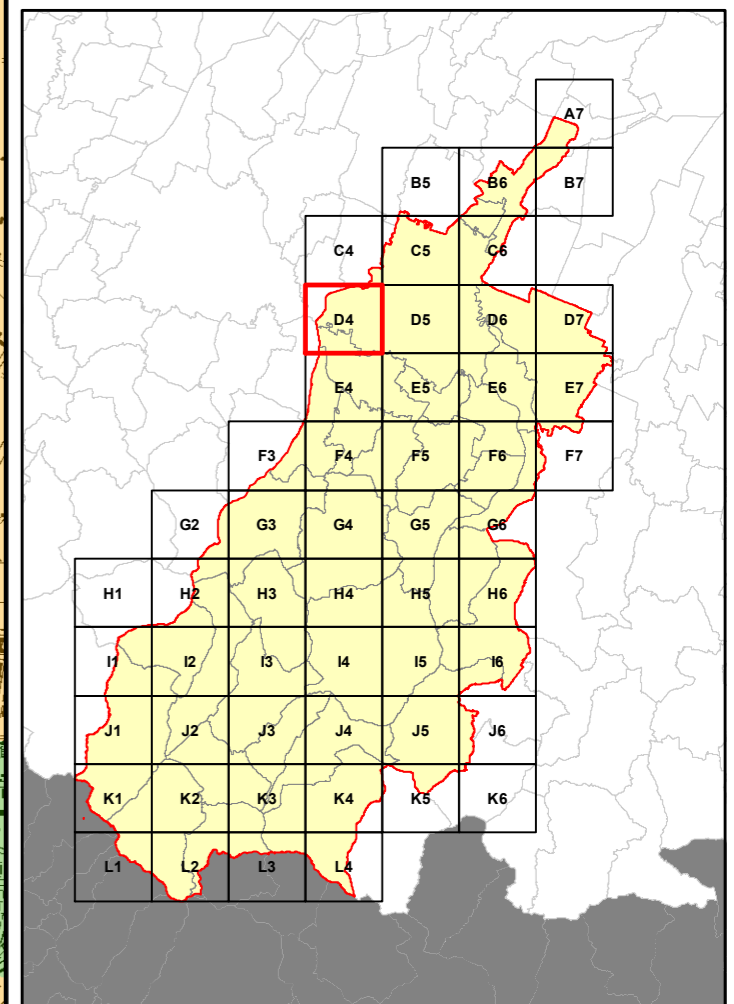 A7
B5 B6 B7
C4 C5 C6
D4 D5 D6 D7
E4 E5 E6 E7
F3 F4 F5 F6 F7
G2 G3 G4 G5 G6
H1 H2 H3 H4 H5 H6
I1 I2 I3 I4 I5 I6
J1 J2 J3 J4 J5 J6
K1 K2 K3 K4 K5 K6
L1 L2 L3 L4